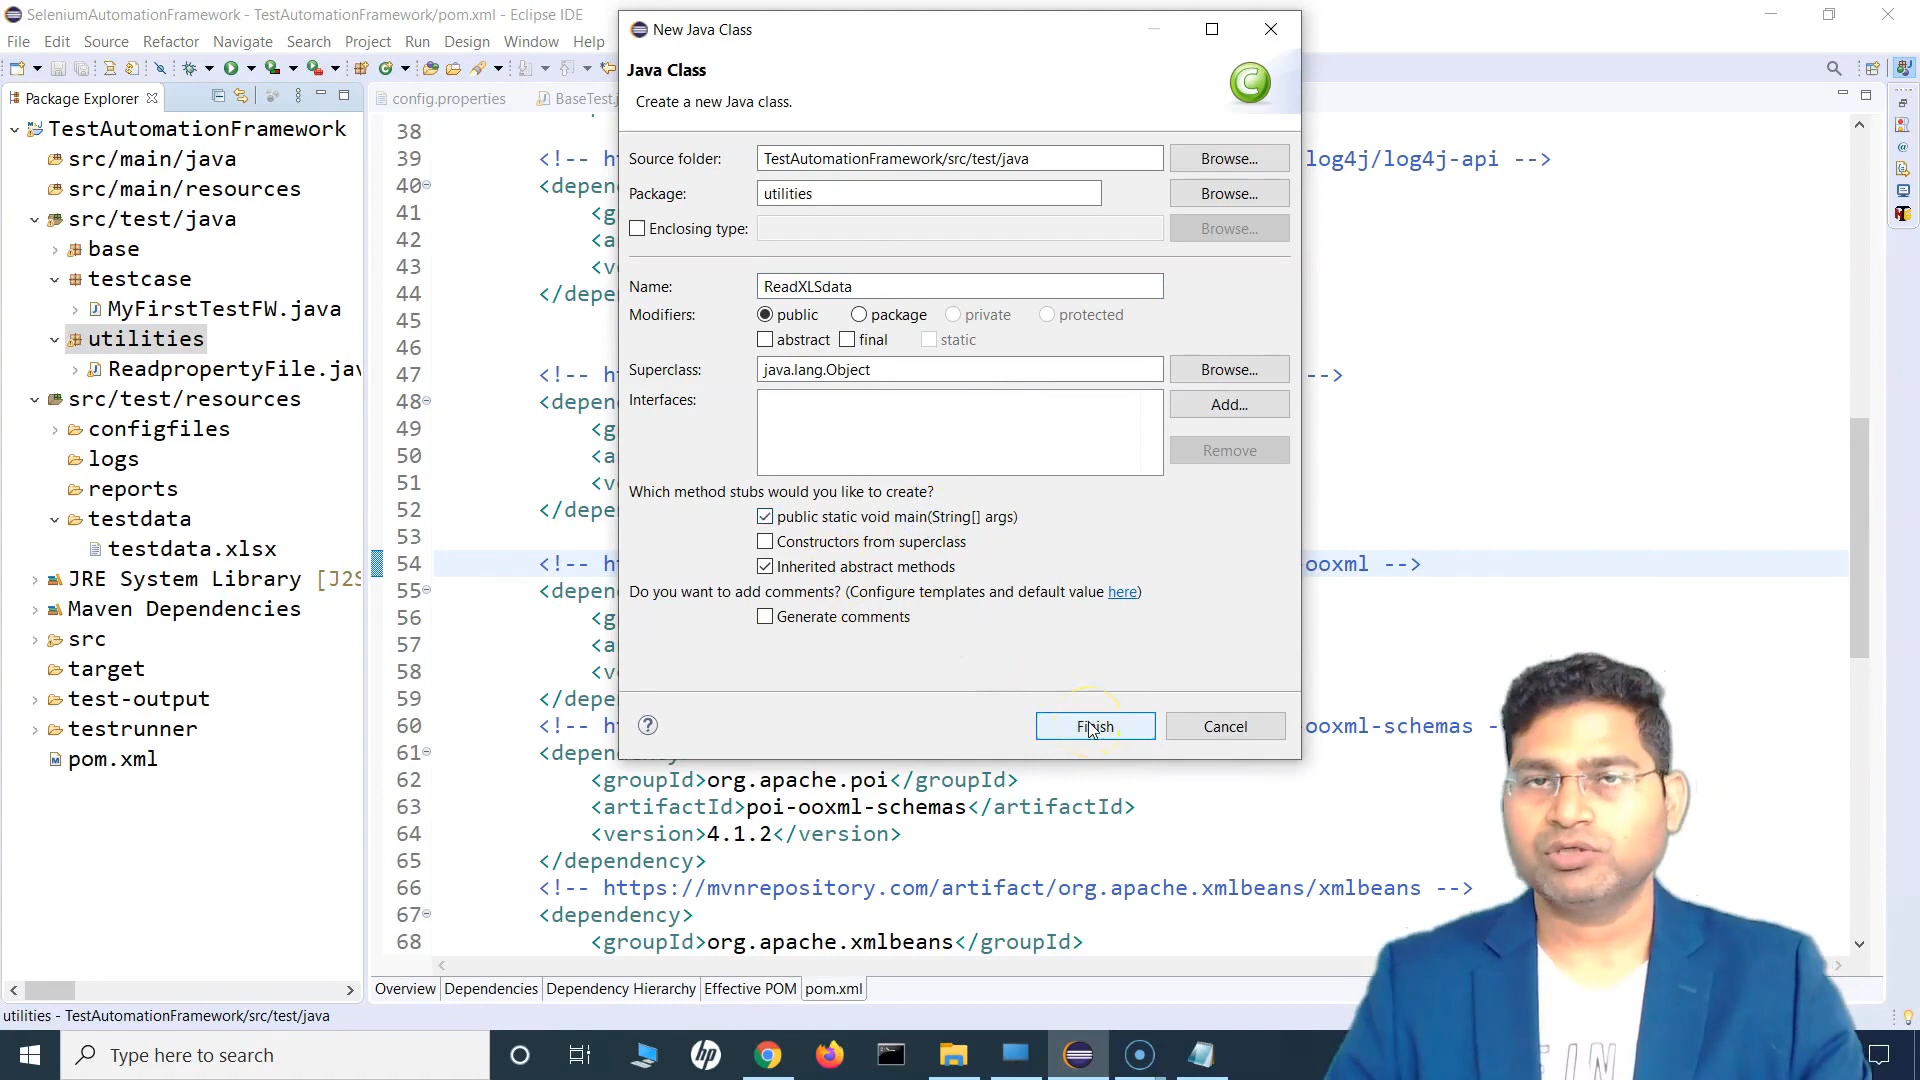 SeleniumAutomationFramework - TestAutomationFramework/pom.xml - Eclipse IDE
File Edit Source Refactor Navigate Search Project Run Design Window Help
Package Explorer
TestAutomationFramework
src/main/java
src/main/resources
src/test/java
base
testcase
MyFirstTestFW.java
utilities
ReadpropertyFile.jav
src/test/resources
configfiles
logs
reports
testdata
testdata.xlsx
JRE System Library [J2S
Maven Dependencies
src
target
test-output
testrunner
pom.xml
config.properties
BaseTest.j
38
39 <!-- h log4j/log4j-api -->
40 <depen
41 <g
42 <a
43 <v
44 </depe
45
46
47 <!-- h -->
48 <depen
49 <g
50 <a
51 <v
52 </depe
53
54 <!-- h ooxml -->
55 <depen
56 <g
57 <a
58 <v
59 </depe
60 <!-- h ooxml-schemas -
61 <dependency>
62 <groupId>org.apache.poi</groupId>
63 <artifactId>poi-ooxml-schemas</artifactId>
64 <version>4.1.2</version>
65 </dependency>
66 <!-- https://mvnrepository.com/artifact/org.apache.xmlbeans/xmlbeans -->
67 <dependency>
68 <groupId>org.apache.xmlbeans</groupId>
Overview Dependencies Dependency Hierarchy Effective POM pom.xml
New Java Class
Java Class
Create a new Java class.
Source folder: TestAutomationFramework/src/test/java Browse...
Package: utilities Browse...
Enclosing type: Browse...
Name: ReadXLSdata
Modifiers: public package private protected
abstract final static
Superclass: java.lang.Object Browse...
Interfaces: Add...
Remove
Which method stubs would you like to create?
public static void main(String[] args)
Constructors from superclass
Inherited abstract methods
Do you want to add comments? (Configure templates and default value here)
Generate comments
Finish Cancel
utilities - TestAutomationFramework/src/test/java
Type here to search
hp